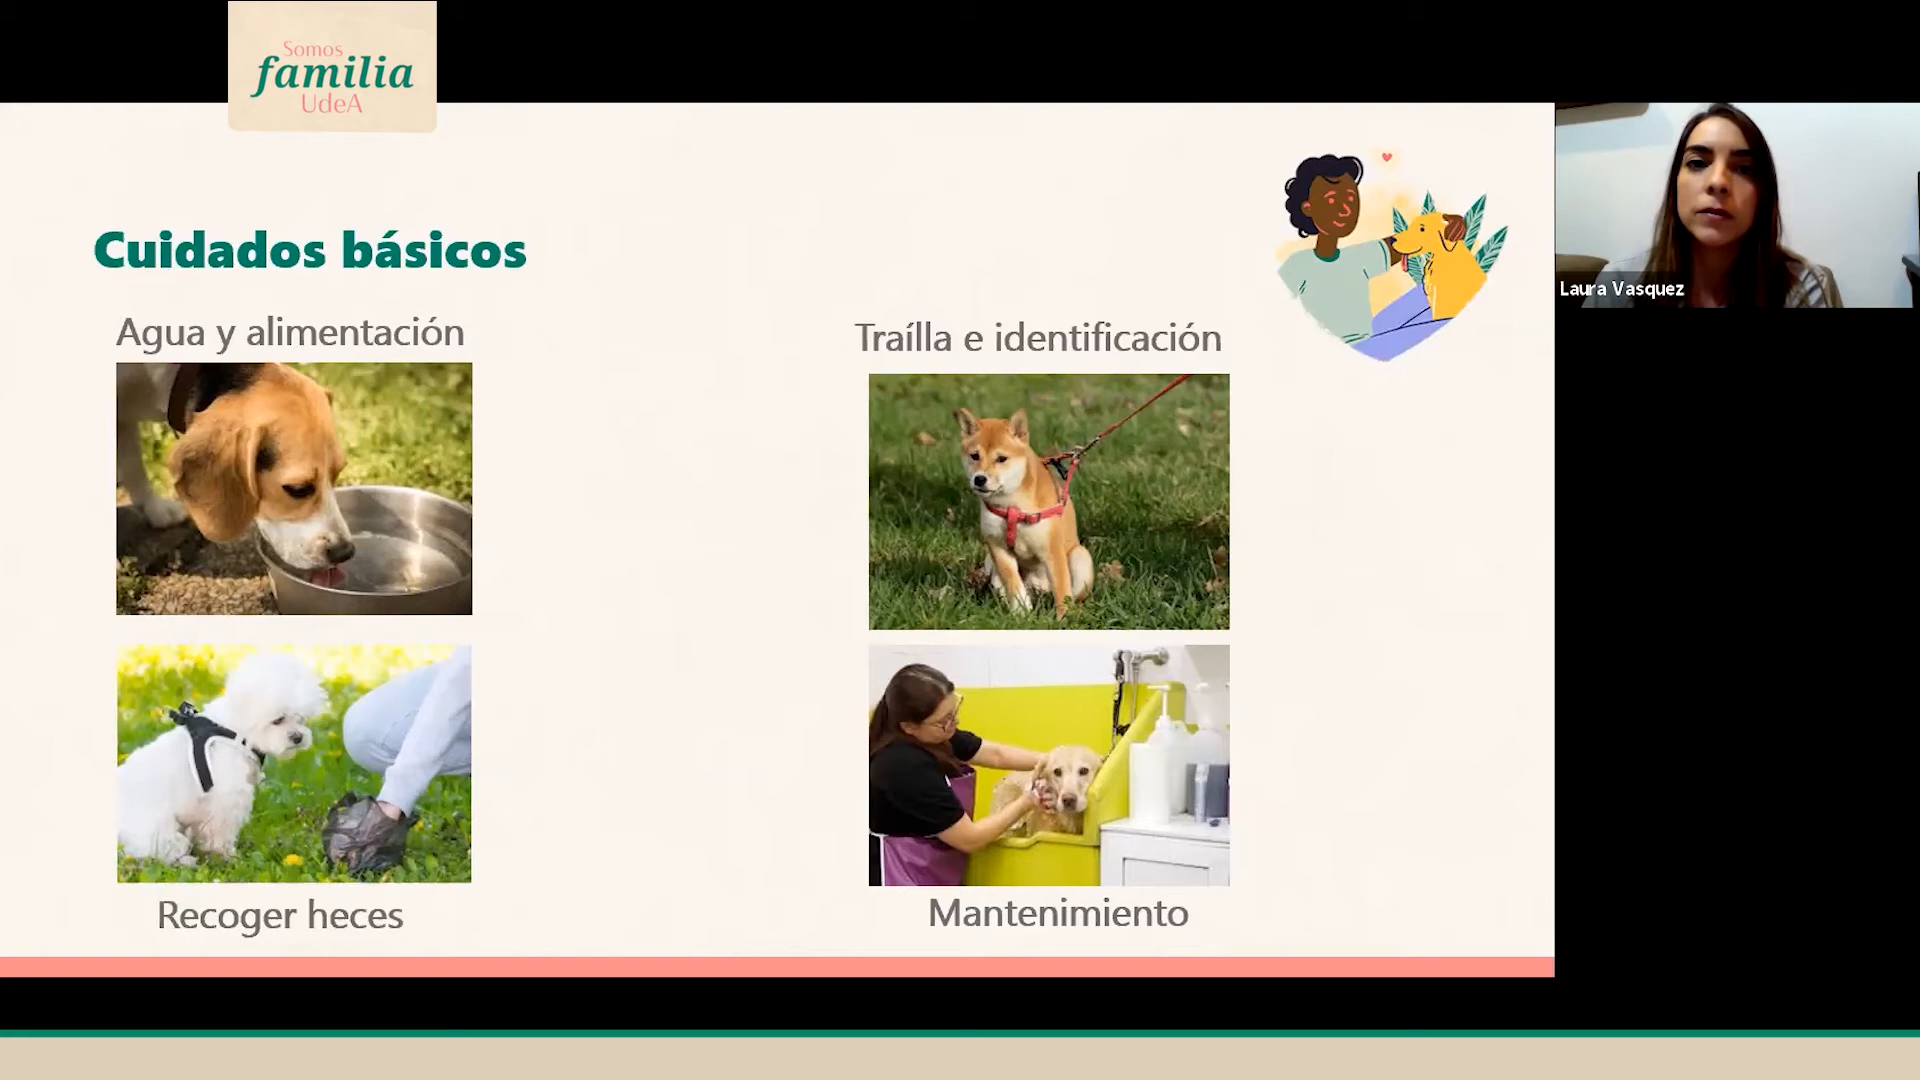 Somos
familia
UdeA
Cuidados básicos
Agua y alimentación
Traílla e identificación
Recoger heces
Mantenimiento
Laura Vasquez